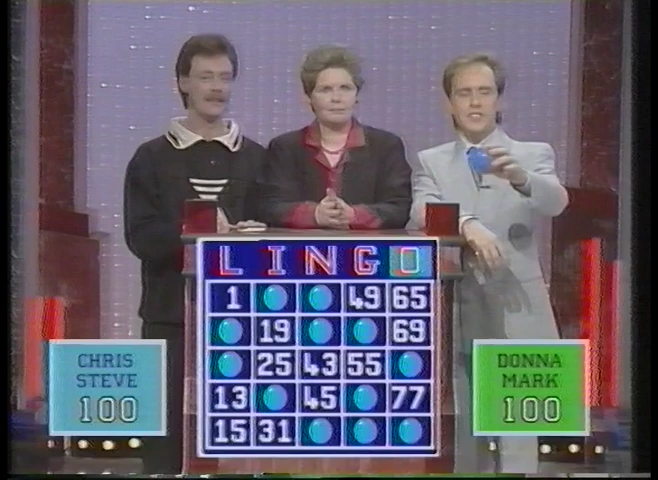 LINGO
1 49 65
19 69
25 43 55
13 45 77
15 31
CHRIS
STEVE
100
DONNA
MARK
100